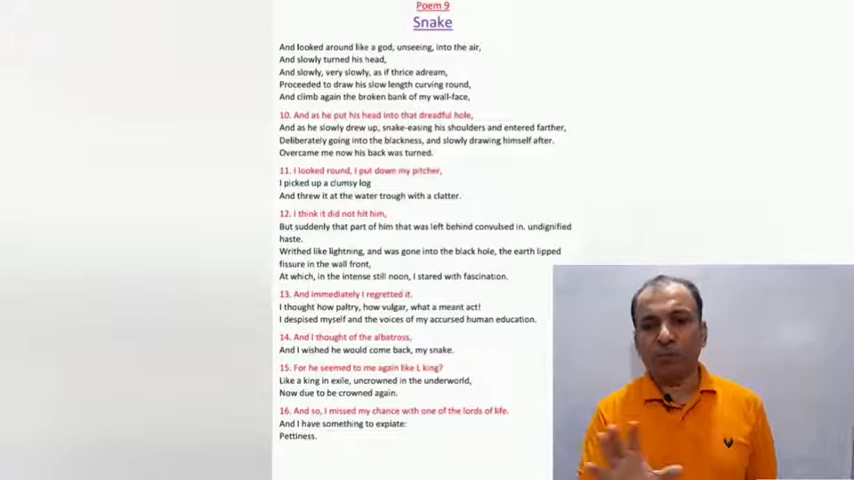 Poem 9
Snake
And looked around like a god, unseeing, into the air,
And slowly turned his head,
And slowly, very slowly, as if thrice adream,
Proceeded to draw his slow length curving round,
And climb again the broken bank of my wall-face,
10. And as he put his head into that dreadful hole,
And as he slowly drew up, snake-easing his shoulders and entered farther,
Deliberately going into the blackness, and slowly drawing himself after.
Overcame me now his back was turned.
11. I looked round, I put down my pitcher,
I picked up a clumsy log
And threw it at the water trough with a clatter.
12. I think it did not hit him,
But suddenly that part of him that was left behind convulsed in. undignified
haste.
Writhed like lightning, and was gone into the black hole, the earth lipped
fissure in the wall front,
At which, in the intense still noon, I stared with fascination.
13. And immediately I regretted it.
I thought how paltry, how vulgar, what a meant act!
I despised myself and the voices of my accursed human education.
14. And I thought of the albatross,
And I wished he would come back, my snake.
15. For he seemed to me again like L king?
Like a king in exile, uncrowned in the underworld,
Now due to be crowned again.
16. And so, I missed my chance with one of the lords of life.
And I have something to expiate:
Pettiness.